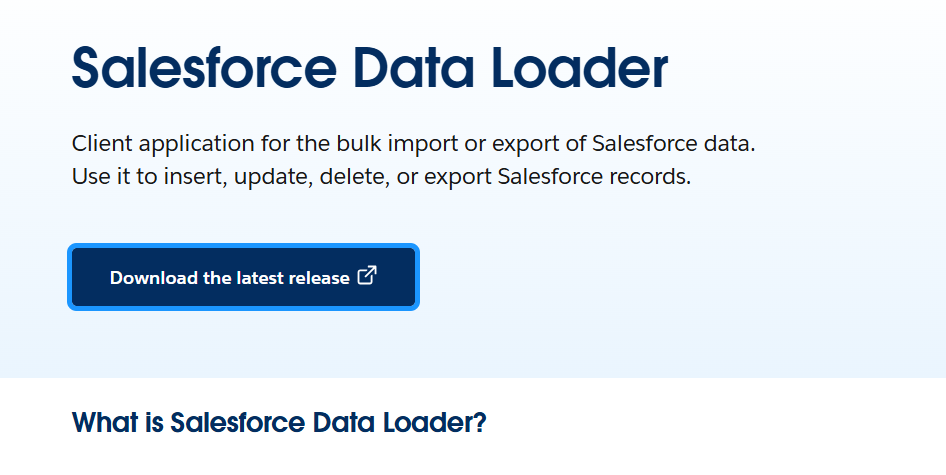 Salesforce Data Loader
Client application for the bulk import or export of Salesforce data.
Use it to insert, update, delete, or export Salesforce records.
Download the latest release
What is Salesforce Data Loader?